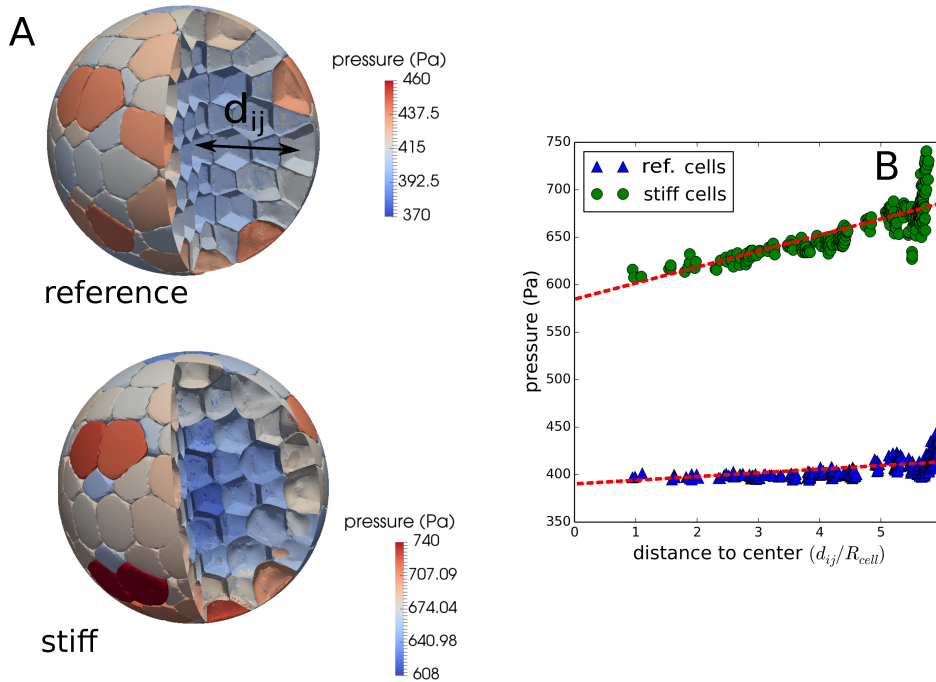 A
pressure (Pa)
460
437.5
415
392.5
370
d_ij
reference
pressure (Pa)
740
707.09
674.04
640.98
608
stiff
B
ref. cells
stiff cells
750
700
650
600
550
500
450
400
350
pressure (Pa)
0 1 2 3 4 5
distance to center (d_ij/R_cell)